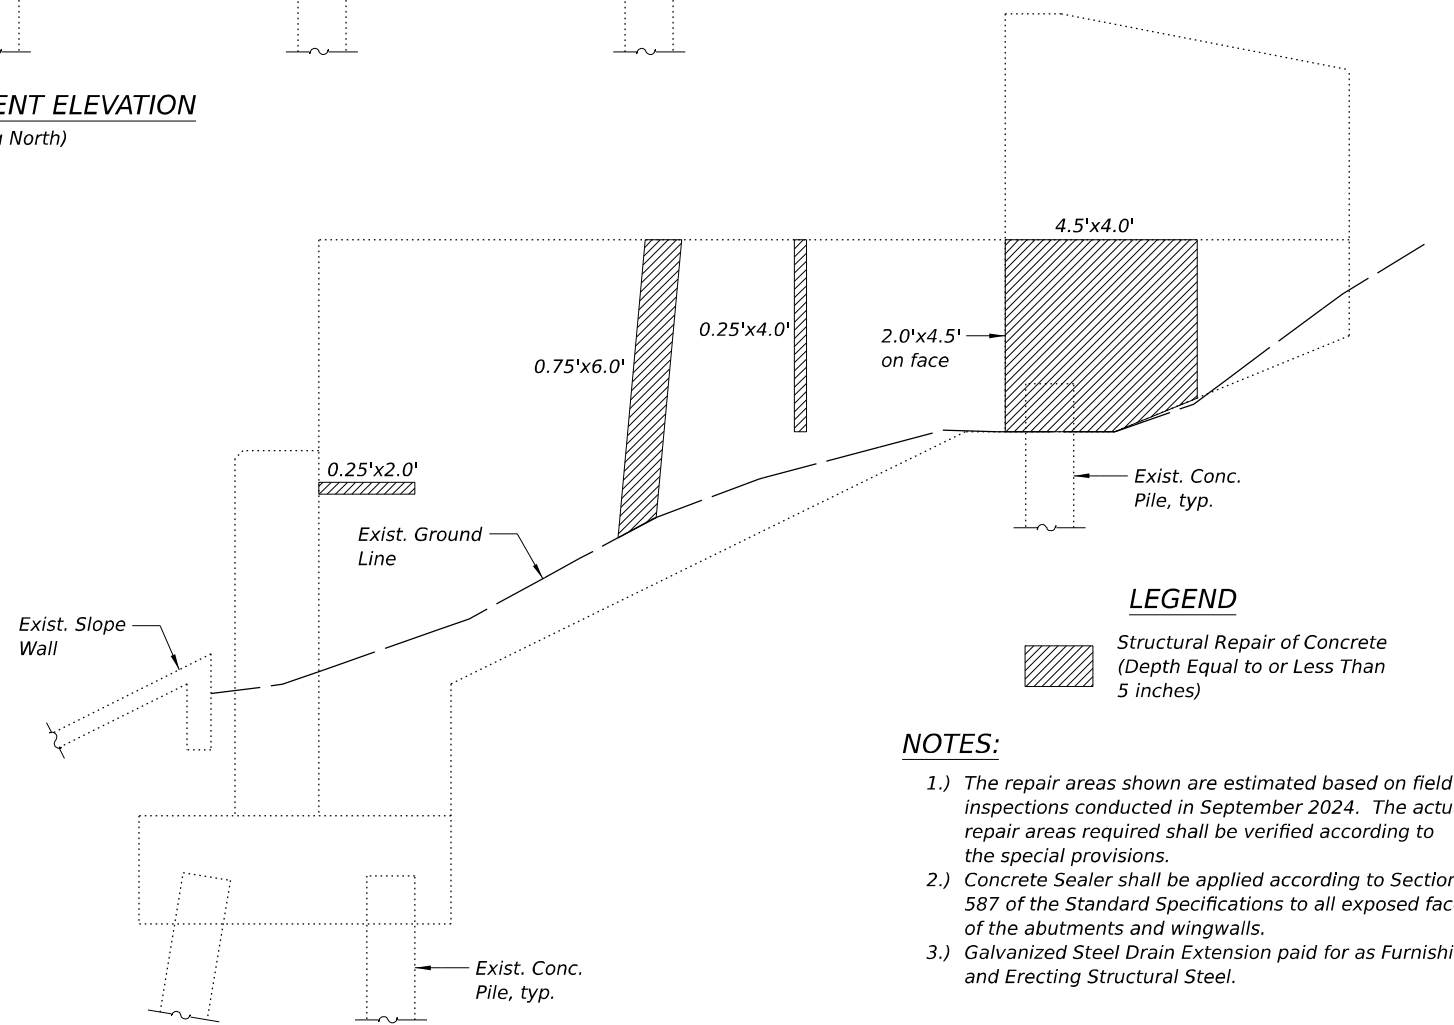 ENT ELEVATION
North)
4.5'x4.0'
0.25'x4.0'
2.0'x4.5'
on face
0.75'x6.0'
0.25'x2.0'
Exist. Conc.
Pile, typ.
Exist. Ground
Line
Exist. Slope
Wall
LEGEND
Structural Repair of Concrete
(Depth Equal to or Less Than
5 inches)
NOTES:
1.) The repair areas shown are estimated based on field
inspections conducted in September 2024. The actu
repair areas required shall be verified according to
the special provisions.
2.) Concrete Sealer shall be applied according to Section
587 of the Standard Specifications to all exposed fac
of the abutments and wingwalls.
3.) Galvanized Steel Drain Extension paid for as Furnishi
and Erecting Structural Steel.
Exist. Conc.
Pile, typ.